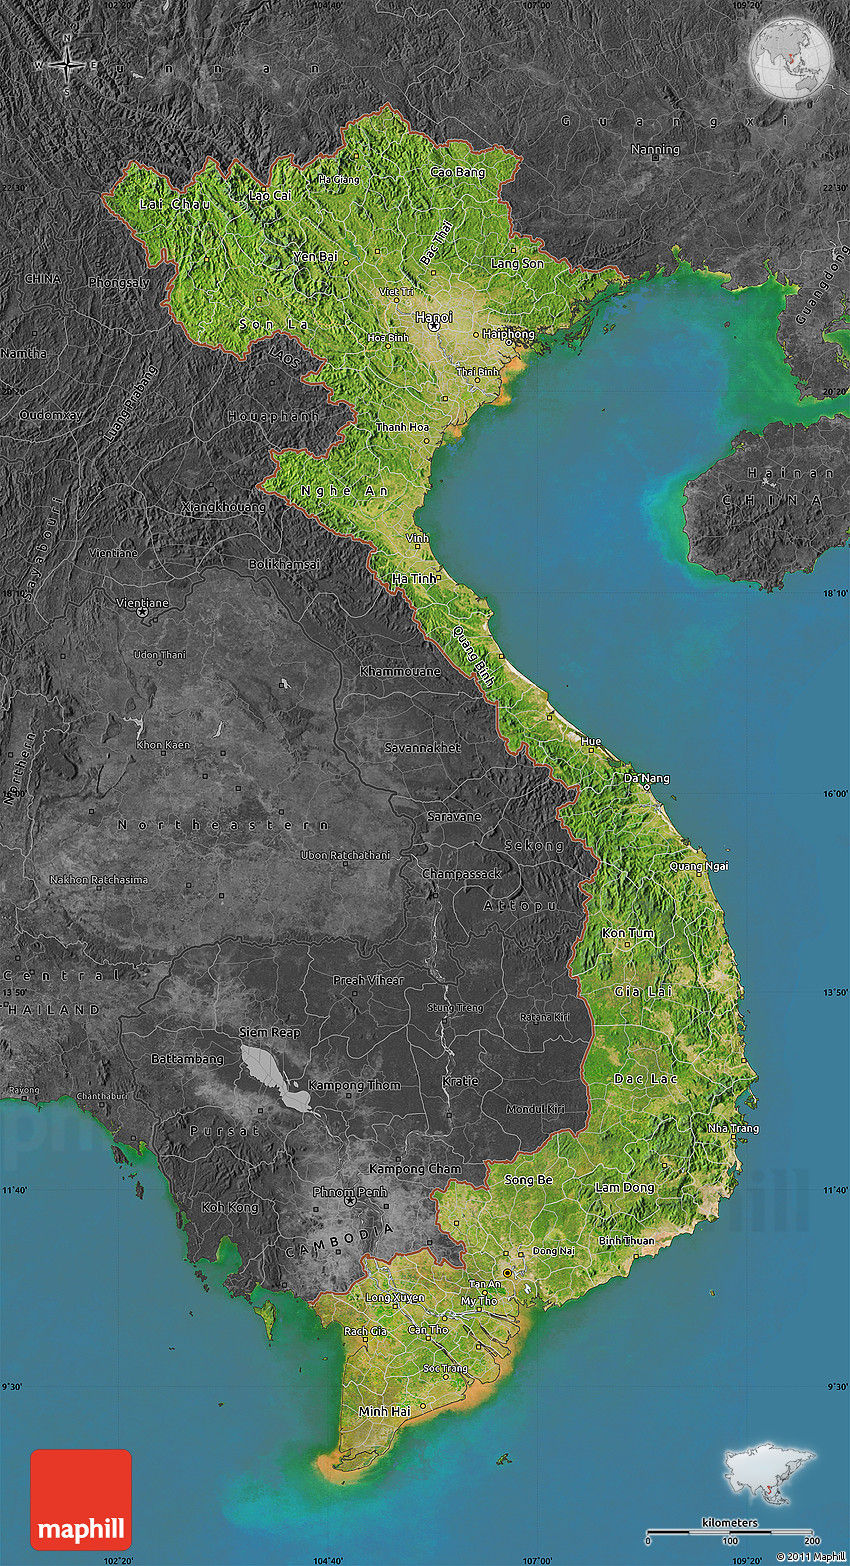 102°20'
104°40'
107°00'
109°20'
N
W
E
S
Yunnan
Guangxi
Nanning
22°30'
22°30'
Cao Bang
Ha Giang
Lao Cai
Lai Chau
Bac Thai
Yen Bai
Lang Son
CHINA
Phongsaly
Guangdong
Viet Tri
Hanoi
Son La
Haiphong
Hoa Binh
Namtha
LAOS
Thai Binh
20°20'
20°20'
Luang Prabang
Oudomxay
Houaphanh
Thanh Hoa
Hainan
CHINA
Nghe An
Xiangkhouang
Sayabouri
Vinh
Vientiane
Bolikhamsai
Ha Tinh
18°10'
18°10'
Vientiane
Quang Binh
Udon Thani
Khammouane
Hue
Khon Kaen
Savannakhet
Northern
Da Nang
16°00'
16°00'
Saravane
Northeastern
Sekong
Ubon Ratchathani
Quang Ngai
Champassack
Nakhon Ratchasima
Attopu
Kon Tum
Central
Preah Vihear
Gia Lai
13°50'
13°50'
THAILAND
Stung Treng
Ratana Kiri
Siem Reap
Battambang
Dac Lac
Kampong Thom
Kratie
Rayong
Chanthaburi
Mondul Kiri
Nha Trang
Pursat
Kampong Cham
Song Be
Lam Dong
11°40'
11°40'
Phnom Penh
Koh Kong
CAMBODIA
Binh Thuan
Dong Nai
Tan An
Long Xuyen
My Tho
Rach Gia
Can Tho
Soc Trang
9°30'
9°30'
Minh Hai
maphill
kilometers
0 100 200
102°20'
104°40'
107°00'
109°20'
© 2011 Maphill